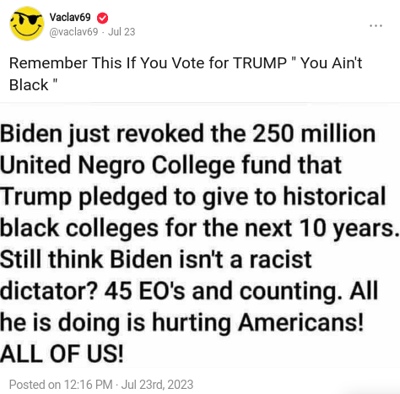 Vaclav69
@vaclav69 · Jul 23
Remember This If You Vote for TRUMP " You Ain't
Black "
Biden just revoked the 250 million
United Negro College fund that
Trump pledged to give to historical
black colleges for the next 10 years.
Still think Biden isn't a racist
dictator? 45 EO's and counting. All
he is doing is hurting Americans!
ALL OF US!
Posted on 12:16 PM · Jul 23rd, 2023